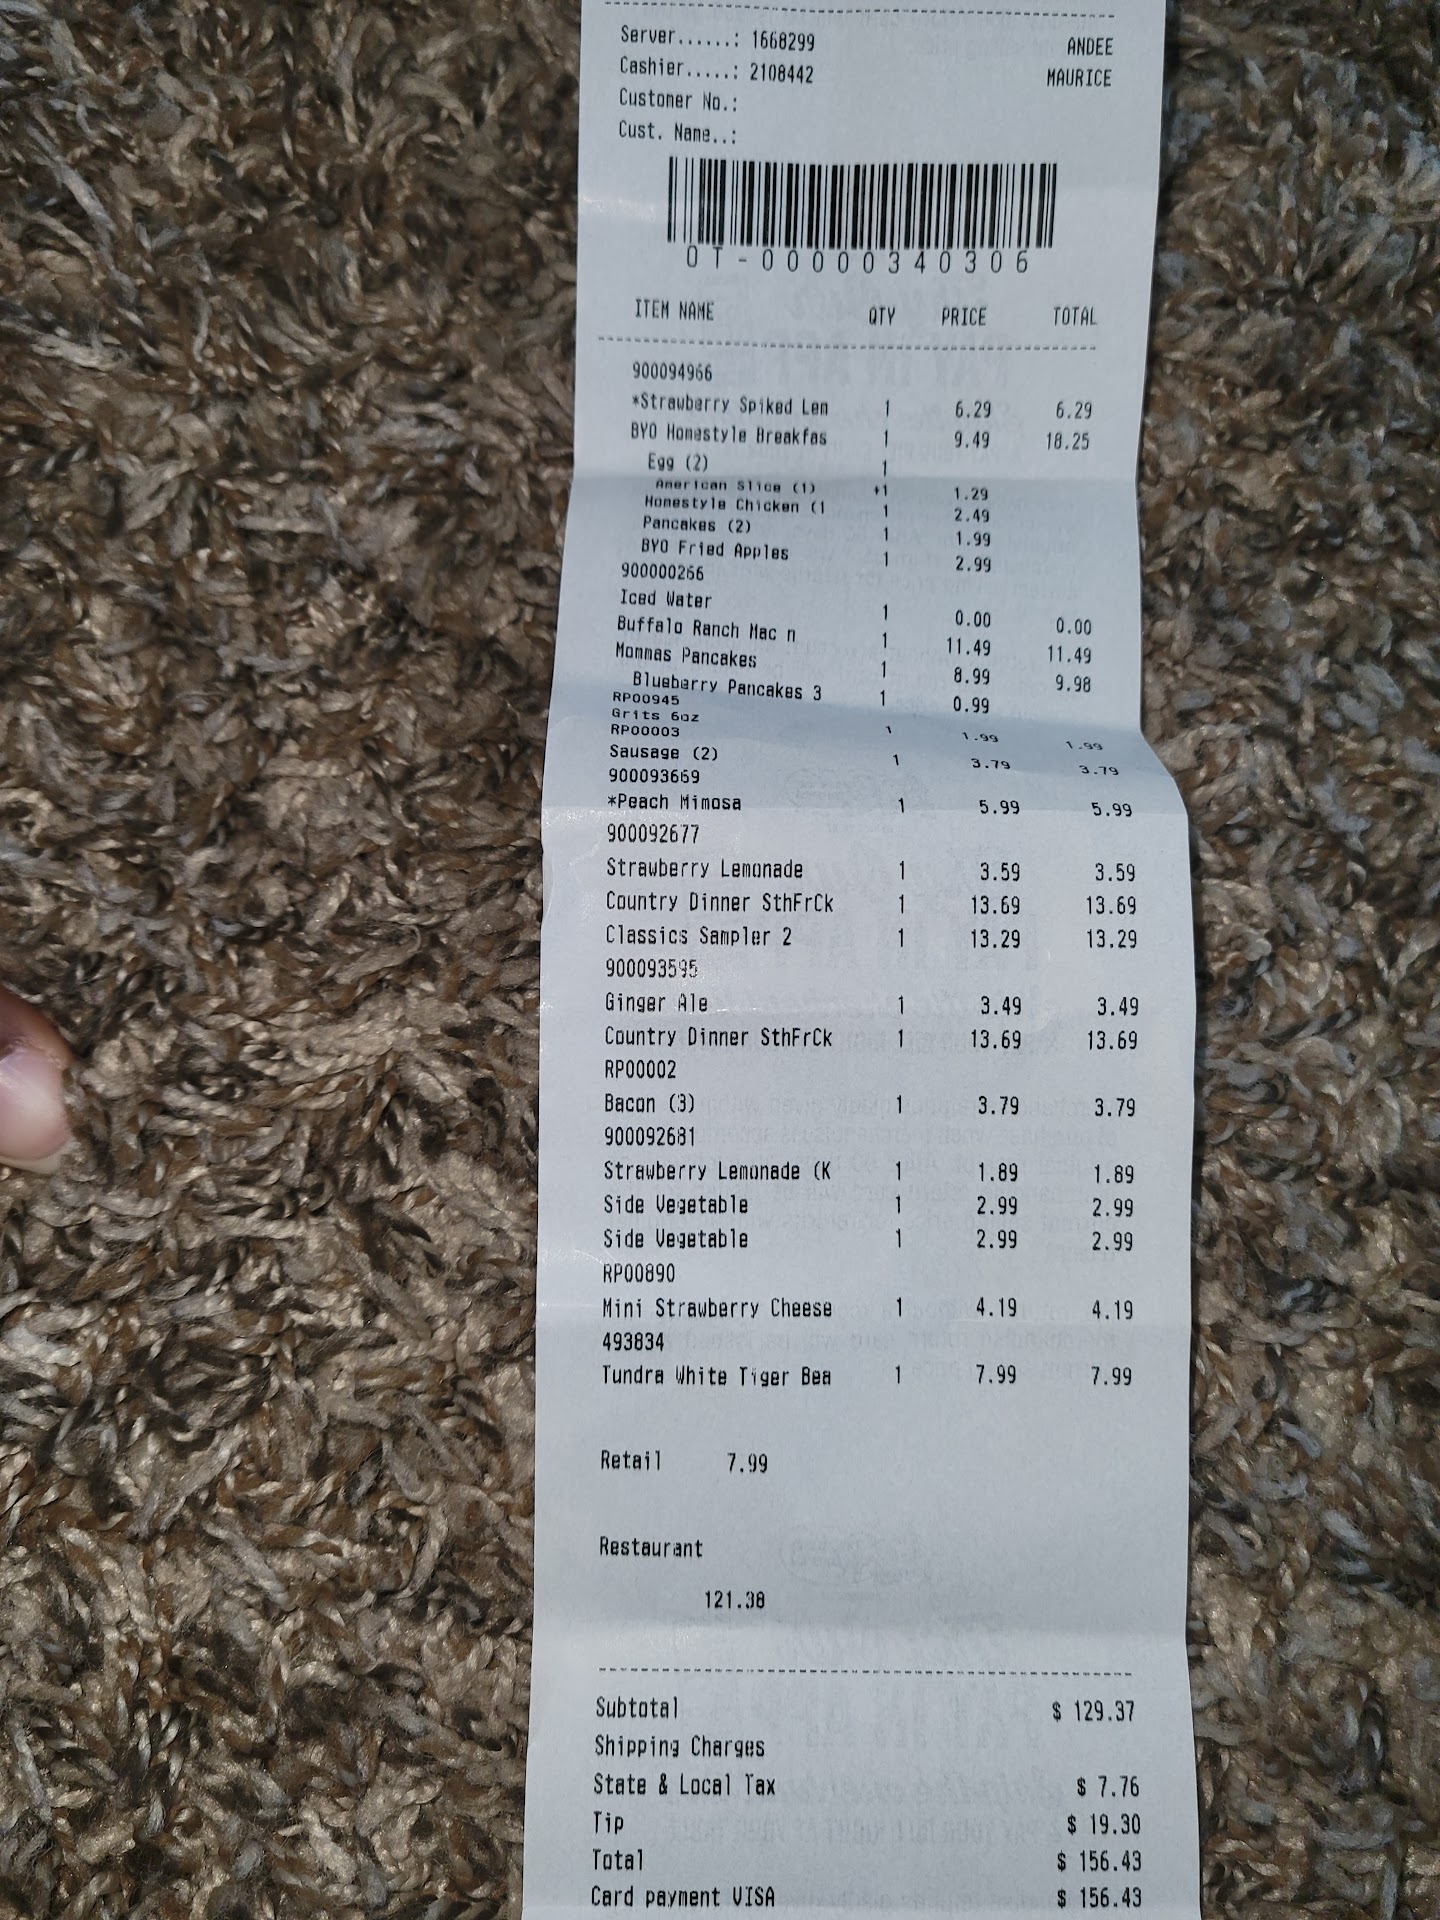 Server......: 1668299 ANDEE
Cashier.....: 2108442 MAURICE
Customer No.:
Cust. Name..:
OT-00000340306
ITEM NAME QTY PRICE TOTAL
900094966
*Strawberry Spiked Lem 1 6.29 6.29
BYO Homestyle Breakfas 1 9.49 18.25
Egg (2) 1
American Slice (1) +1 1.29
Homestyle Chicken (1 1 2.49
Pancakes (2) 1 1.99
BYO Fried Apples 1 2.99
900000266
Iced Water 1 0.00 0.00
Buffalo Ranch Mac n 1 11.49 11.49
Mommas Pancakes 1 8.99 9.98
Blueberry Pancakes 3 1 0.99
RP00945
Grits 6oz 1 1.99 1.99
RP00003
Sausage (2) 1 3.79 3.79
900093669
*Peach Mimosa 1 5.99 5.99
900092677
Strawberry Lemonade 1 3.59 3.59
Country Dinner SthFrCk 1 13.69 13.69
Classics Sampler 2 1 13.29 13.29
900093595
Ginger Ale 1 3.49 3.49
Country Dinner SthFrCk 1 13.69 13.69
RP00002
Bacon (3) 1 3.79 3.79
900092681
Strawberry Lemonade (K 1 1.89 1.89
Side Vegetable 1 2.99 2.99
Side Vegetable 1 2.99 2.99
RP00890
Mini Strawberry Cheese 1 4.19 4.19
493834
Tundra White Tiger Bea 1 7.99 7.99
Retail 7.99
Restaurant
121.38
Subtotal $ 129.37
Shipping Charges
State & Local Tax $ 7.76
Tip $ 19.30
Total $ 156.43
Card payment VISA $ 156.43